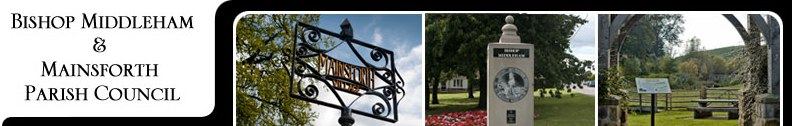 BISHOP MIDDLEHAM
&
MAINSFORTH
PARISH COUNCIL
MAINSFORTH
BISHOP
MIDDLEHAM